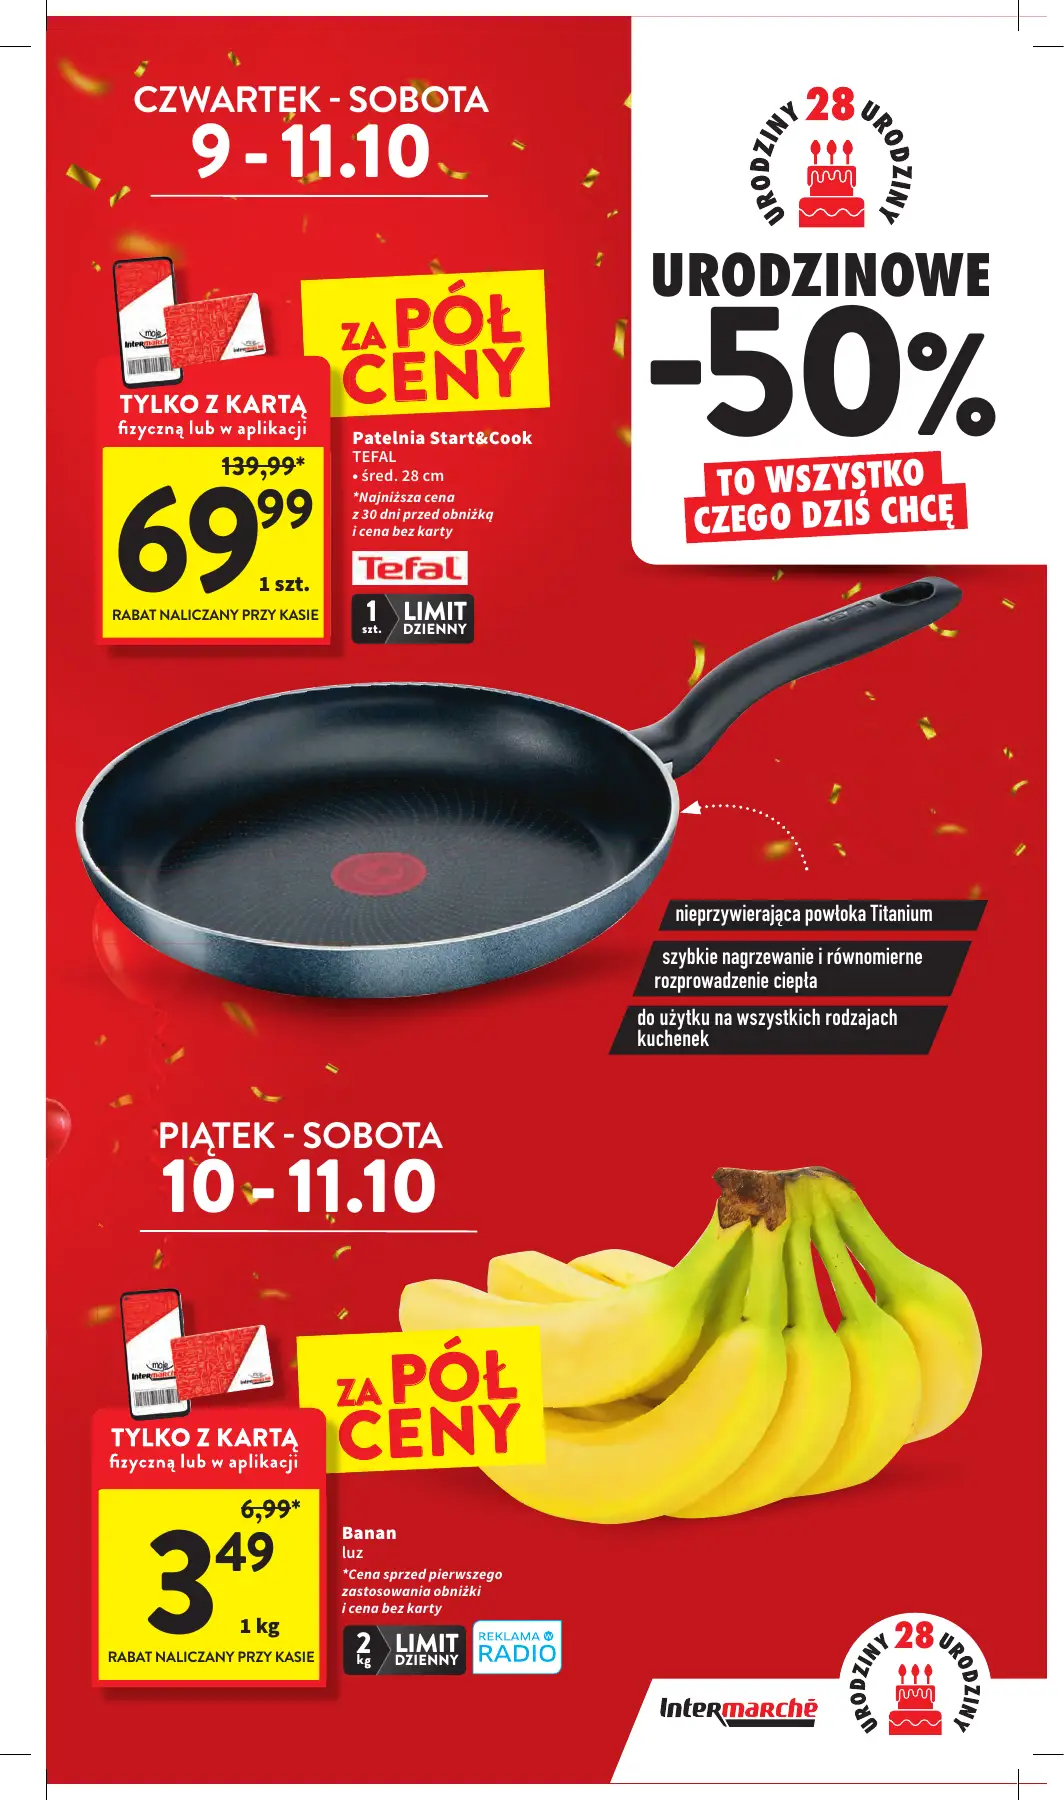 CZWARTEK - SOBOTA
9 - 11.10
URODZINY 28 URODZINY
URODZINOWE
-50%
TO WSZYSTKO
CZEGO DZIŚ CHCĘ
moje
Intermarché
ZA PÓŁ
CENY
TYLKO Z KARTĄ
fizyczną lub w aplikacji
139,99*
69 99
1 szt.
RABAT NALICZANY PRZY KASIE
Patelnia Start&Cook
TEFAL
• śred. 28 cm
*Najniższa cena
z 30 dni przed obniżką
i cena bez karty
Tefal
1 szt. LIMIT DZIENNY
nieprzywierająca powłoka Titanium
szybkie nagrzewanie i równomierne
rozprowadzenie ciepła
do użytku na wszystkich rodzajach
kuchenek
PIĄTEK - SOBOTA
10 - 11.10
moje
Intermarché
ZA PÓŁ
CENY
TYLKO Z KARTĄ
fizyczną lub w aplikacji
6,99*
3 49
1 kg
RABAT NALICZANY PRZY KASIE
Banan
luz
*Cena sprzed pierwszego
zastosowania obniżki
i cena bez karty
2 kg LIMIT DZIENNY
REKLAMA W
RADIO
Intermarché
URODZINY 28 URODZINY